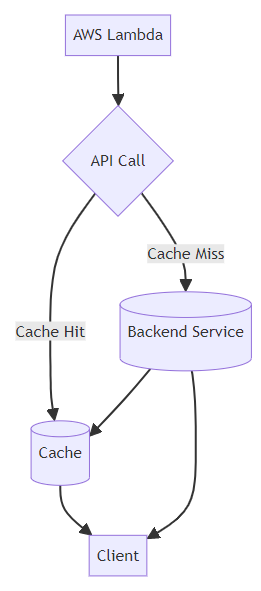 AWS Lambda
API Call
Cache Miss
Cache Hit
Backend Service
Cache
Client